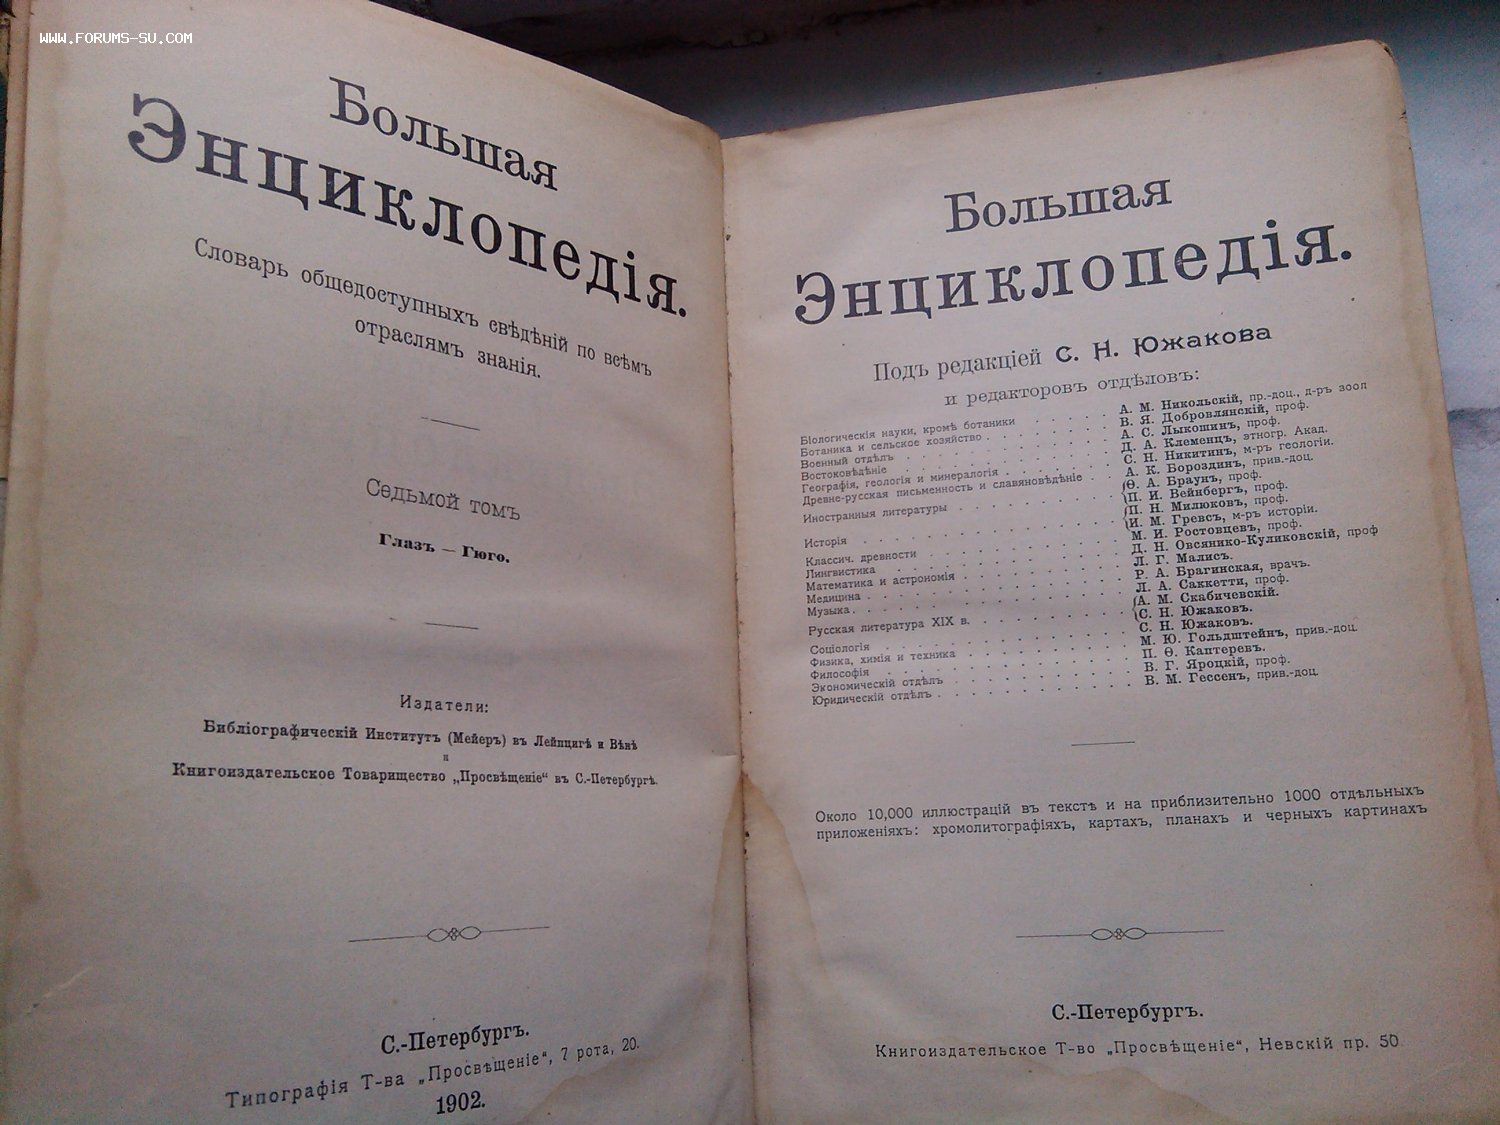 WWW.FORUMS-SU.COM
Большая
Энциклопедія.
Словарь общедоступныхъ свѣдѣній по всѣмъ
отраслямъ знанія.
Седьмой томъ
Глазъ — Гюго.
Издатели:
Библіографическій Институтъ (Мейеръ) въ Лейпцигѣ и Вѣнѣ
и
Книгоиздательское Товарищество „Просвѣщеніе“ въ С.-Петербургѣ.
С.-Петербургъ.
Типографія Т-ва „Просвѣщеніе“, 7 рота, 20.
1902.
Большая
Энциклопедія.
Подъ редакціей С. Н. Южакова
и редакторовъ отдѣловъ:
Біологическія науки, кромѣ ботаники . . . . . А. М. Никольскій, пр.-доц., д-ръ зоол
Ботаника и сельское хозяйство . . . . . . . В. Я. Добровлянскій, проф.
Военный отдѣлъ . . . . . . . . . . А. С. Лыкошинъ, проф.
Востоковѣдѣніе . . . . . . . . . . Д. А. Клеменцъ, этногр. Акад.
Географія, геологія и минералогія . . . . . . С. Н. Никитинъ, м-ръ геологіи.
Древне-русская письменность и славяновѣдѣніе . . А. К. Бороздинъ, прив.-доц.
Иностранныя литературы . . . . . . . . Ѳ. А. Браунъ, проф.
П. И. Вейнбергъ, проф.
Исторія . . . . . . . . . . . . П. Н. Милюковъ, проф.
И. М. Гревсъ, м-ръ исторіи.
Классич. древности . . . . . . . . . М. И. Ростовцевъ, проф.
Лингвистика . . . . . . . . . . . Д. Н. Овсянико-Куликовскій, проф
Математика и астрономія . . . . . . . . Л. Г. Малисъ.
Медицина . . . . . . . . . . . . Р. А. Брагинская, врачъ.
Музыка . . . . . . . . . . . . . Л. А. Саккетти, проф.
Русская литература XIX в. . . . . . . . . А. М. Скабичевскій.
С. Н. Южаковъ.
Соціологія . . . . . . . . . . . С. Н. Южаковъ.
Физика, химія и техника . . . . . . . . М. Ю. Гольдштейнъ, прив.-доц.
Философія . . . . . . . . . . . . П. Ѳ. Каптеревъ.
Экономическій отдѣлъ . . . . . . . . . В. Г. Яроцкій, проф.
Юридическій отдѣлъ . . . . . . . . . . В. М. Гессенъ, прив.-доц.
Около 10,000 иллюстрацій въ текстѣ и на приблизительно 1000 отдѣльныхъ
приложеніяхъ: хромолитографіяхъ, картахъ, планахъ и черныхъ картинахъ
С.-Петербургъ.
Книгоиздательское Т-во „Просвѣщеніе“, Невскій пр. 50